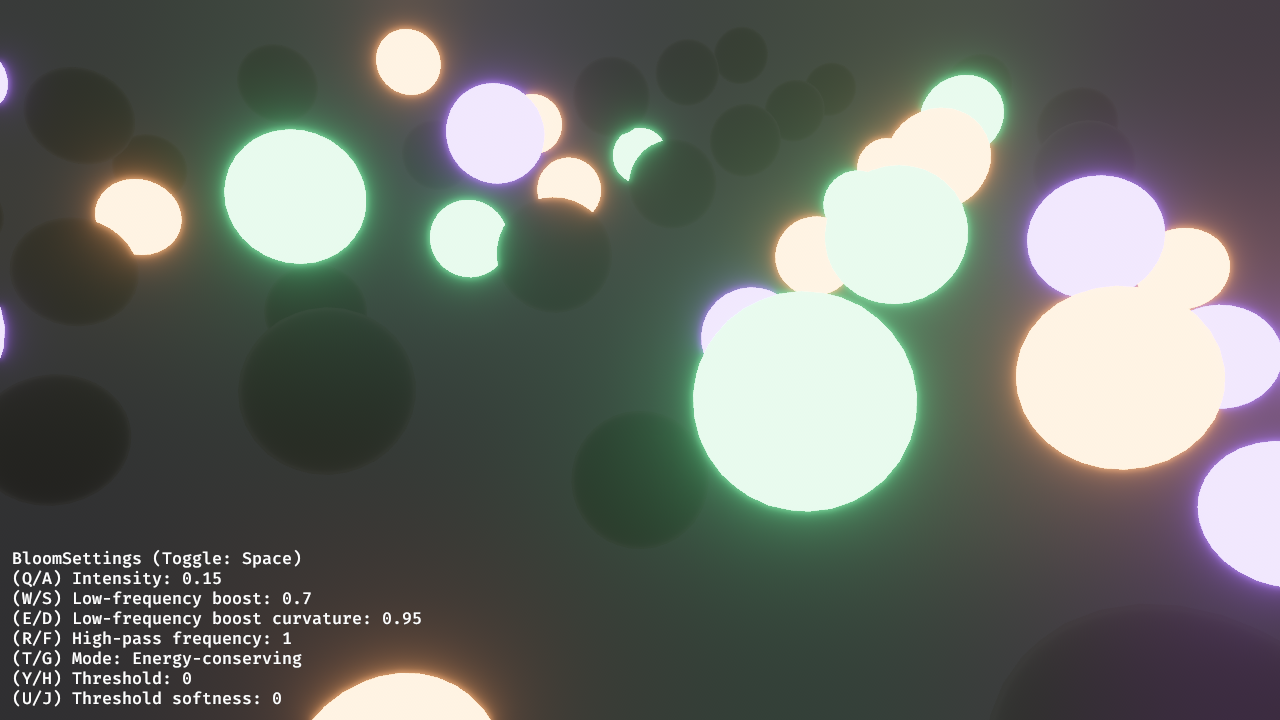 BloomSettings (Toggle: Space)
(Q/A) Intensity: 0.15
(W/S) Low-frequency boost: 0.7
(E/D) Low-frequency boost curvature: 0.95
(R/F) High-pass frequency: 1
(T/G) Mode: Energy-conserving
(Y/H) Threshold: 0
(U/J) Threshold softness: 0